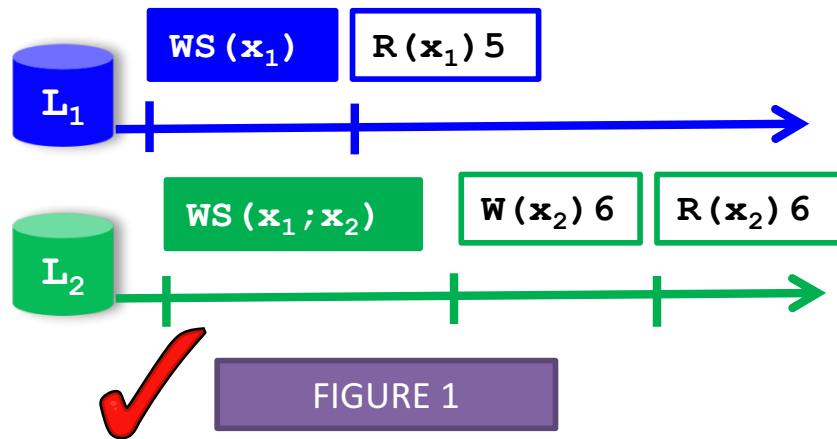 WS(x₁) R(x₁)5
L₁
WS(x₁;x₂) W(x₂)6 R(x₂)6
L₂
FIGURE 1